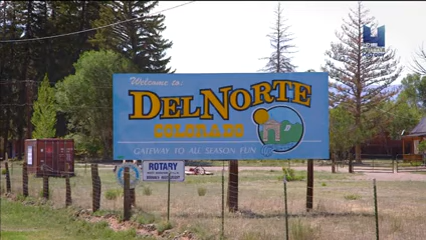 Welcome to...
DEL NORTE
COLORADO
GATEWAY TO ALL SEASON FUN
ROTARY